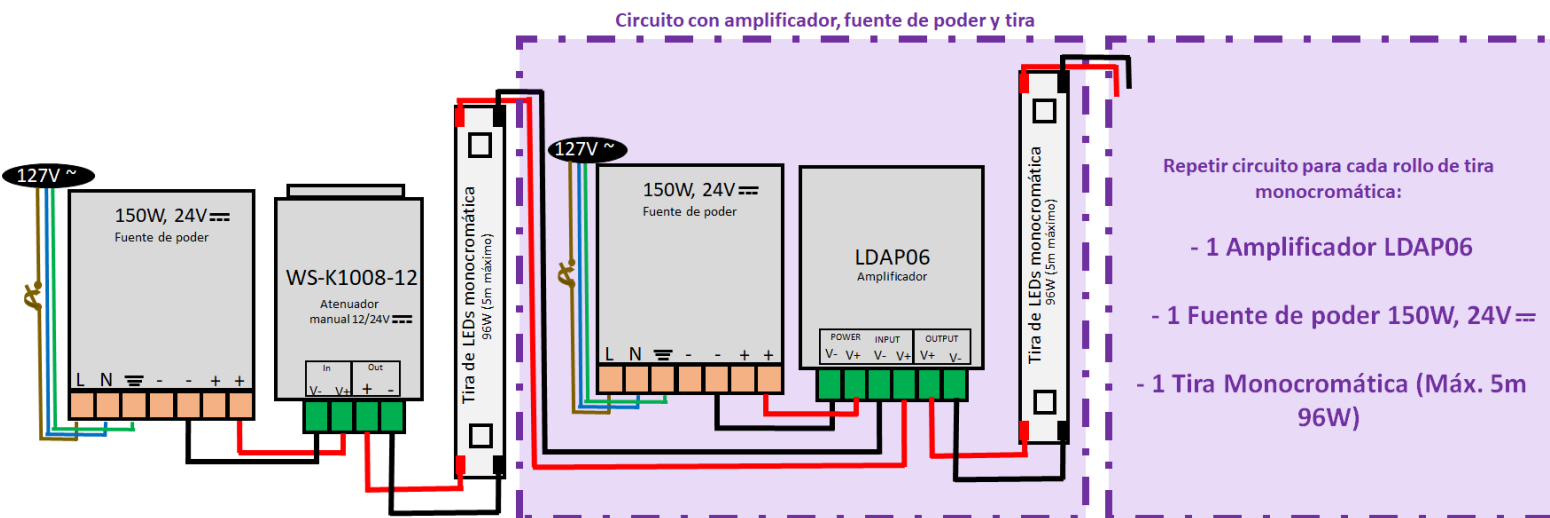 Circuito con amplificador, fuente de poder y tira
127V ~
150W, 24V
Fuente de poder
L N - - + +
WS-K1008-12
Atenuador
manual 12/24V
In Out
V- V+ + -
Tira de LEDs monocromática
96W (5m máximo)
127V ~
150W, 24V
Fuente de poder
L N - - + +
LDAP06
Amplificador
POWER INPUT OUTPUT
V- V+ V- V+ V+ V-
Tira de LEDs monocromática
96W (5m máximo)
Repetir circuito para cada rollo de tira
monocromática:
- 1 Amplificador LDAP06
- 1 Fuente de poder 150W, 24V
- 1 Tira Monocromática (Máx. 5m
96W)